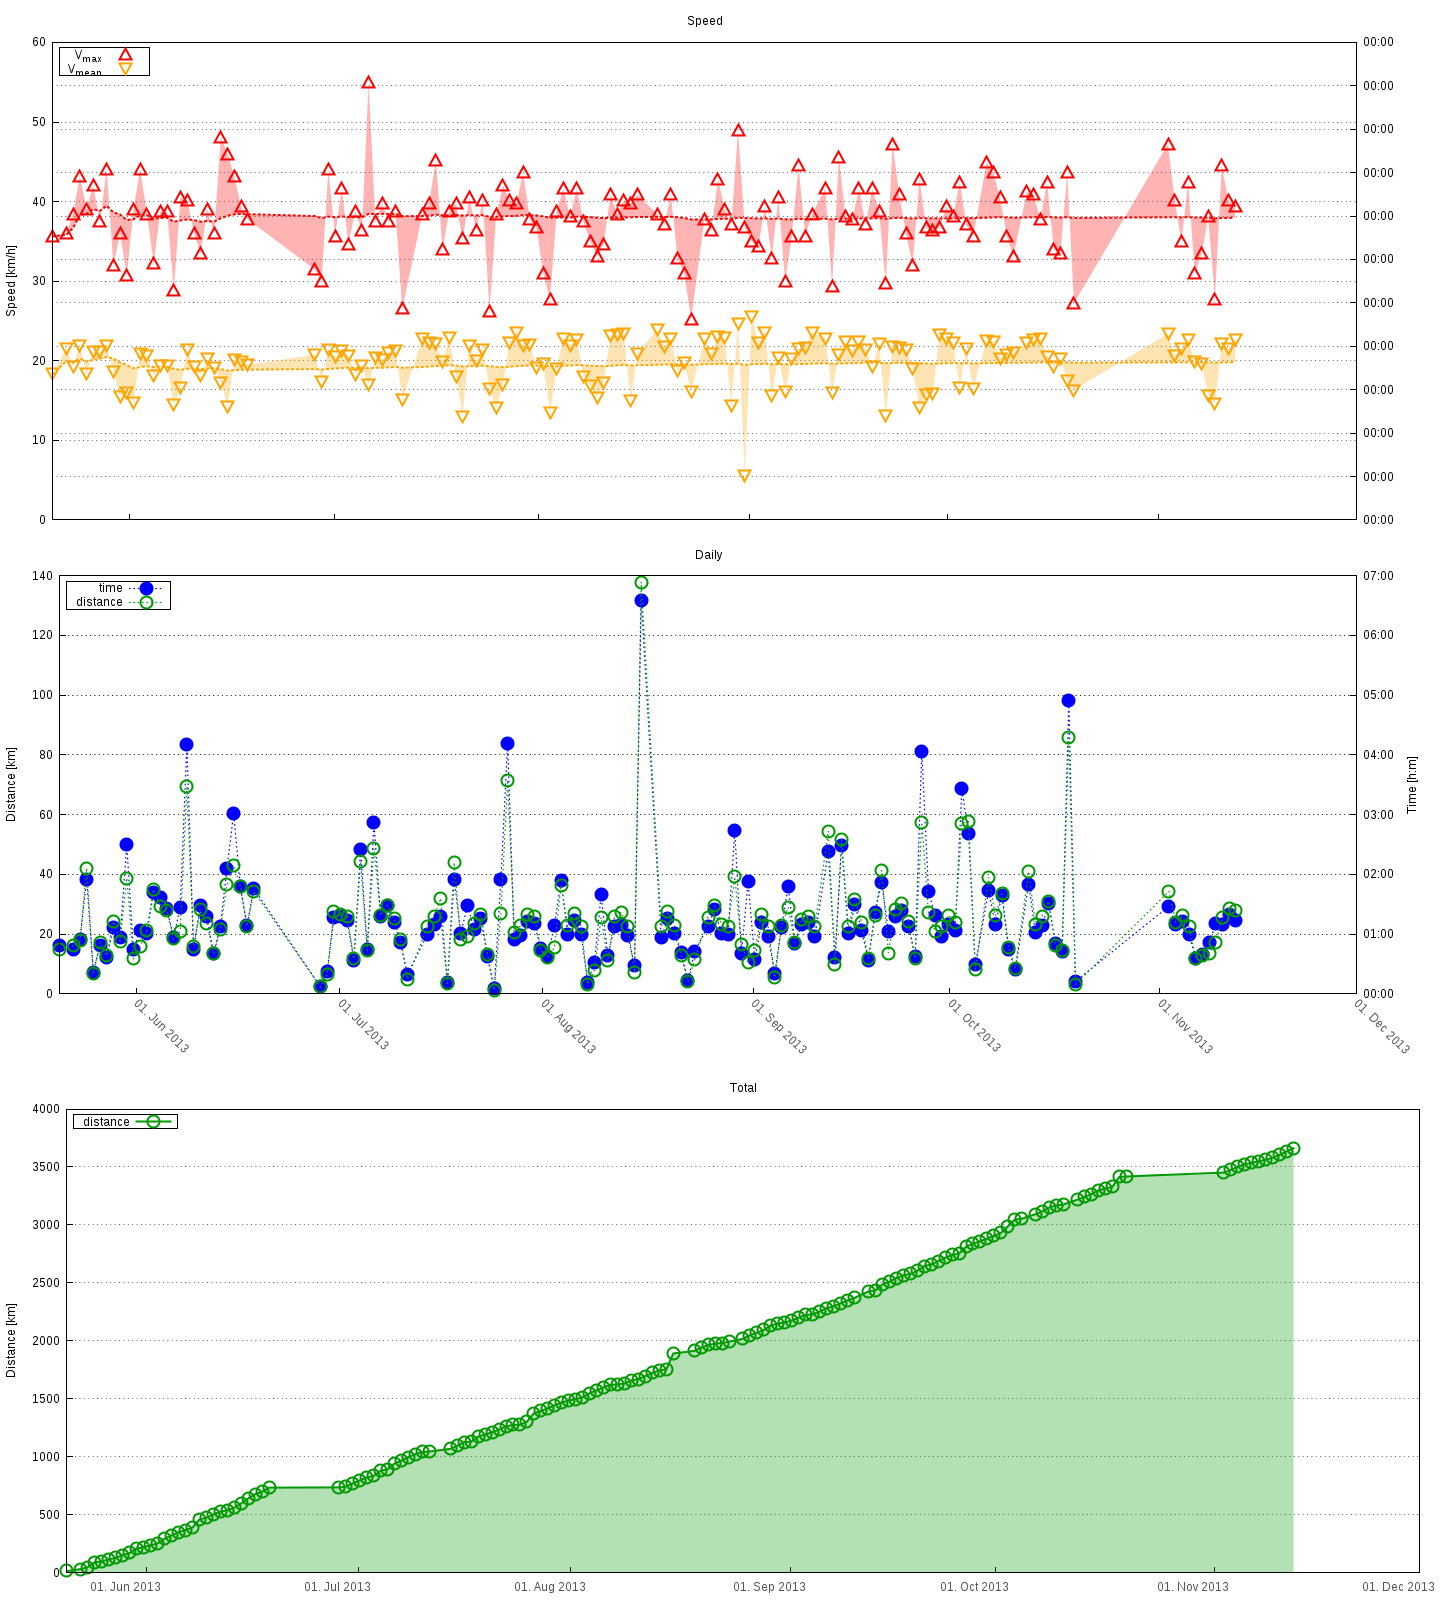 Speed
60
50
40
30
20
10
0
Speed [km/h]
Vmax
Vmean
00:00
00:00
00:00
00:00
00:00
00:00
00:00
00:00
00:00
00:00
00:00
00:00
Daily
140
120
100
80
60
40
20
0
Distance [km]
time
distance
07:00
06:00
05:00
04:00
03:00
02:00
01:00
00:00
Time [h:m]
01. Jun 2013
01. Jul 2013
01. Aug 2013
01. Sep 2013
01. Oct 2013
01. Nov 2013
01. Dec 2013
Total
4000
3500
3000
2500
2000
1500
1000
500
0
Distance [km]
distance
01. Jun 2013
01. Jul 2013
01. Aug 2013
01. Sep 2013
01. Oct 2013
01. Nov 2013
01. Dec 2013